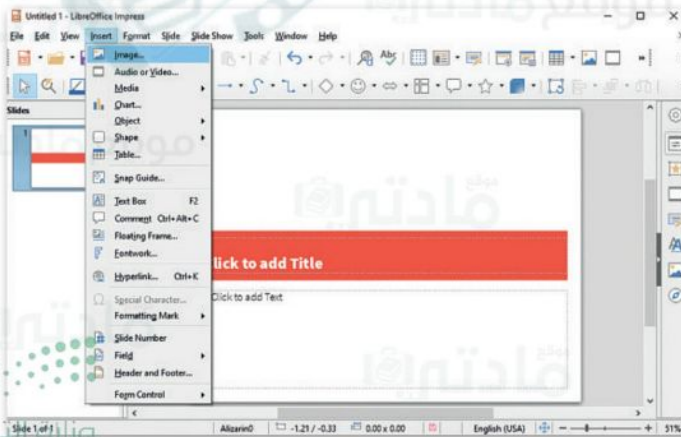 Untitled 1 - LibreOffice Impress
File Edit View Insert Format Slide Slide Show Tools Window Help
Image...
Audio or Video...
Media
Chart...
Object
Shape
Table...
Snap Guide...
Text Box F2
Comment Ctrl+Alt+C
Floating Frame...
Fontwork...
Hyperlink... Ctrl+K
Special Character...
Formatting Mark
Slide Number
Field
Header and Footer...
Form Control
Slides
1
lick to add Title
Click to add Text
Slide 1 of 1 Alizarin0 -1.21 / -0.33 0.00 x 0.00 English (USA) 51%
موقع
مادتي